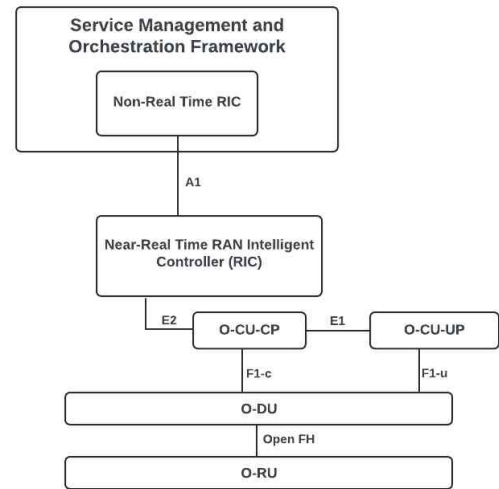 Service Management and
Orchestration Framework
Non-Real Time RIC
A1
Near-Real Time RAN Intelligent
Controller (RIC)
E2
O-CU-CP
E1
O-CU-UP
F1-c
F1-u
O-DU
Open FH
O-RU